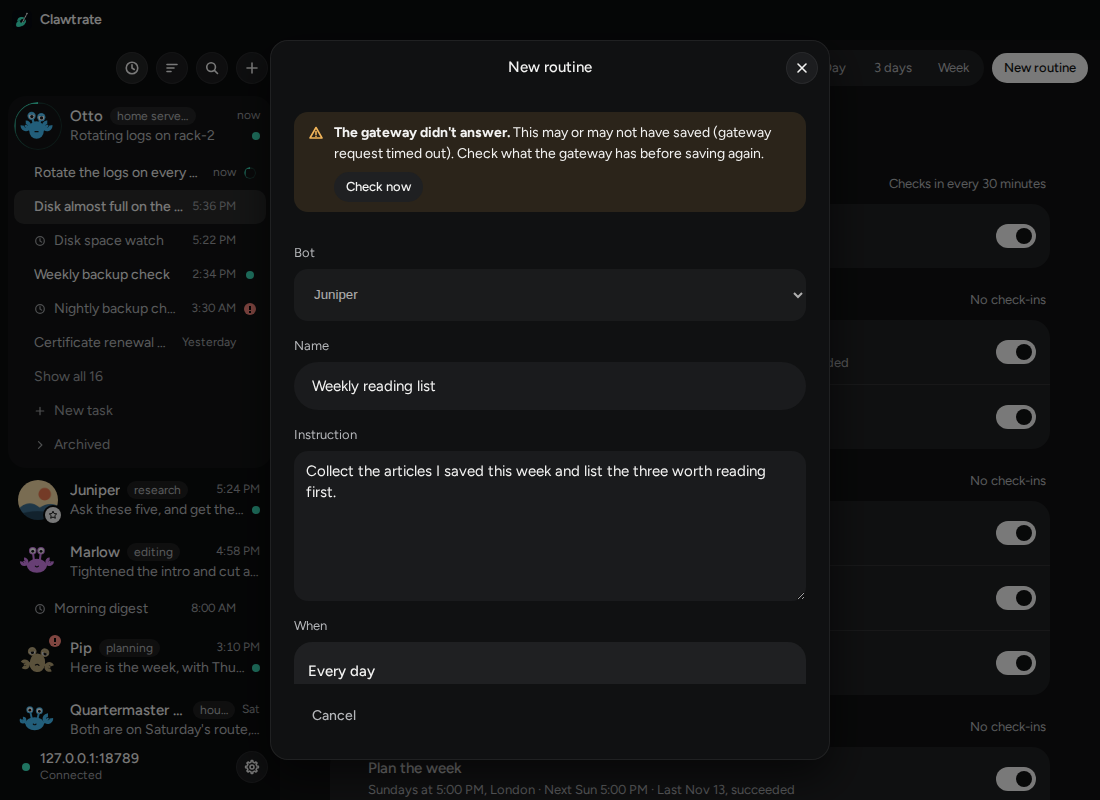 Clawtrate
Day
3 days
Week
New routine
Otto
home serve...
now
Rotating logs on rack-2
Rotate the logs on every ...
now
Disk almost full on the ...
5:36 PM
Disk space watch
5:22 PM
Weekly backup check
2:34 PM
Nightly backup ch...
3:30 AM
Certificate renewal ...
Yesterday
Show all 16
New task
Archived
Juniper
research
5:24 PM
Ask these five, and get the...
Marlow
editing
4:58 PM
Tightened the intro and cut a...
Morning digest
8:00 AM
Pip
planning
3:10 PM
Here is the week, with Thu...
Quartermaster ...
hou...
Sat
Both are on Saturday's route,...
127.0.0.1:18789
Connected
New routine
The gateway didn't answer. This may or may not have saved (gateway
request timed out). Check what the gateway has before saving again.
Check now
Bot
Juniper
Name
Weekly reading list
Instruction
Collect the articles I saved this week and list the three worth reading
first.
When
Every day
Cancel
Checks in every 30 minutes
No check-ins
No check-ins
No check-ins
Plan the week
Sundays at 5:00 PM, London · Next Sun 5:00 PM · Last Nov 13, succeeded